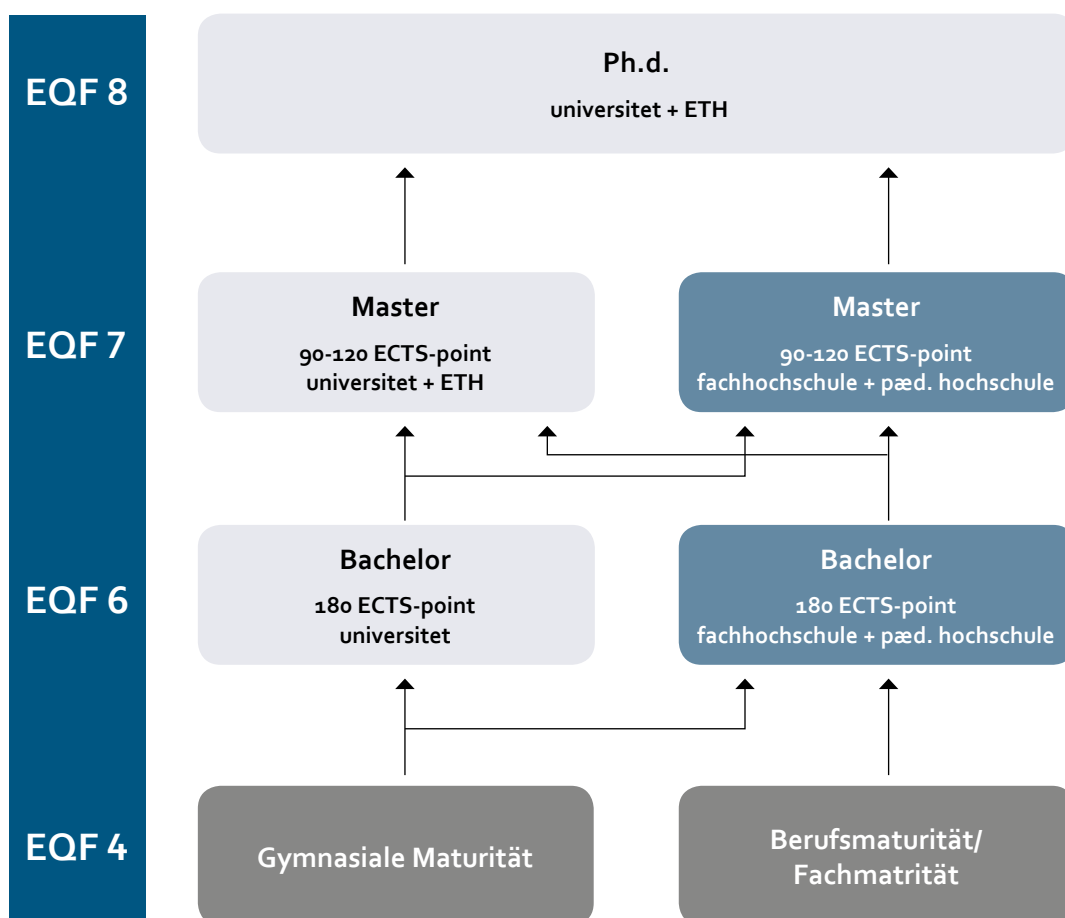 EQF 8
Ph.d.
universitet + ETH
EQF 7
Master
90-120 ECTS-point
universitet + ETH
Master
90-120 ECTS-point
fachhochschule + pæd. hochschule
EQF 6
Bachelor
180 ECTS-point
universitet
Bachelor
180 ECTS-point
fachhochschule + pæd. hochschule
EQF 4
Gymnasiale Maturität
Berufsmaturität/
Fachmatrität